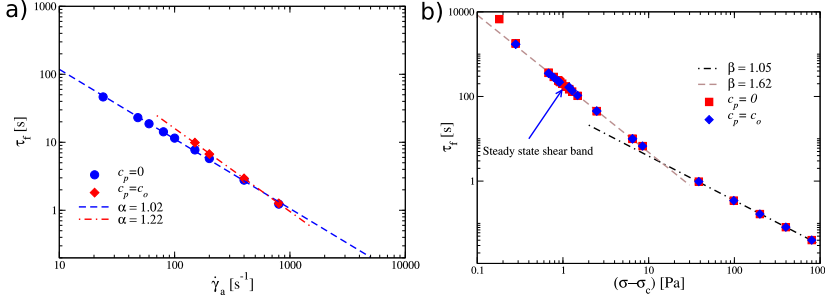 a)
1000
100
10
1
τf [s]
10
100
1000
10000
γ̇a [s⁻¹]
cp=0
cp=co
α = 1.02
α = 1.22
b)
10000
100
1
τf [s]
0.1
1
10
100
1000
(σ−σc) [Pa]
β = 1.05
β = 1.62
cp = 0
cp = co
Steady state shear band